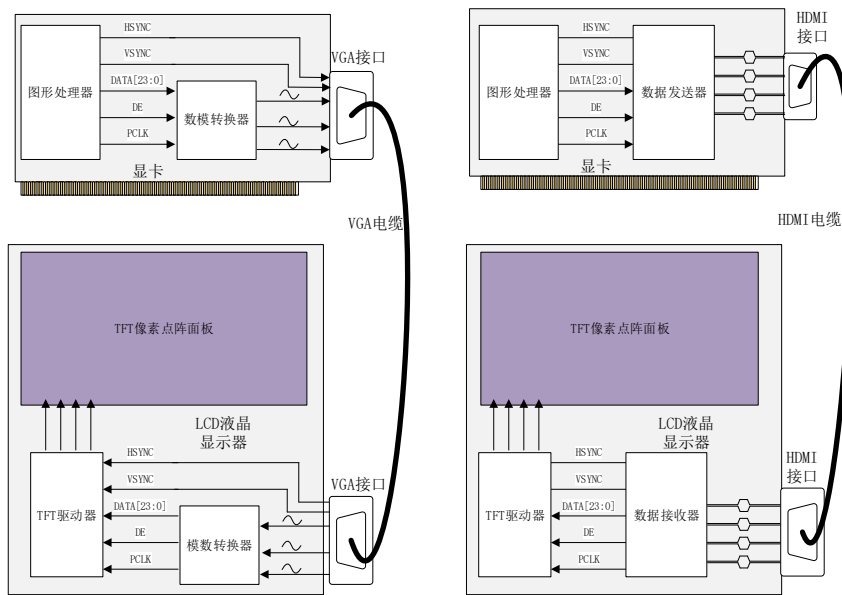 HSYNC
VSYNC
DATA[23:0]
DE
PCLK
图形处理器
数模转换器
显卡
VGA接口
VGA电缆
TFT像素点阵面板
LCD液晶
显示器
HSYNC
VSYNC
DATA[23:0]
DE
PCLK
TFT驱动器
模数转换器
VGA接口
HSYNC
VSYNC
DATA[23:0]
DE
PCLK
图形处理器
数据发送器
显卡
HDMI
接口
HDMI电缆
TFT像素点阵面板
LCD液晶
显示器
HSYNC
VSYNC
DATA[23:0]
DE
PCLK
TFT驱动器
数据接收器
HDMI
接口